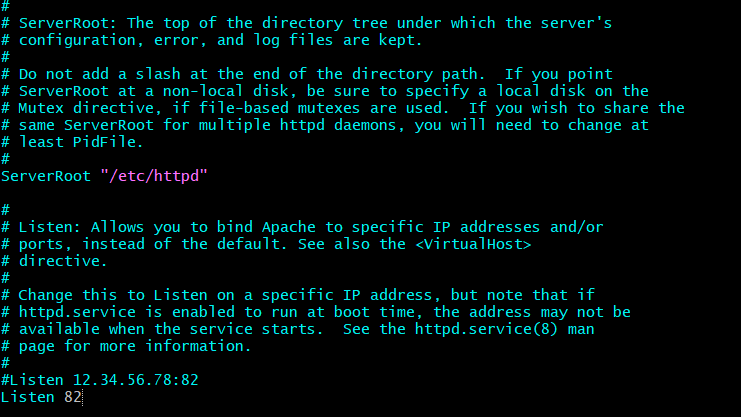 #
# ServerRoot: The top of the directory tree under which the server's
# configuration, error, and log files are kept.
#
# Do not add a slash at the end of the directory path.  If you point
# ServerRoot at a non-local disk, be sure to specify a local disk on the
# Mutex directive, if file-based mutexes are used.  If you wish to share the
# same ServerRoot for multiple httpd daemons, you will need to change at
# least PidFile.
#
ServerRoot "/etc/httpd"

#
# Listen: Allows you to bind Apache to specific IP addresses and/or
# ports, instead of the default. See also the <VirtualHost>
# directive.
#
# Change this to Listen on a specific IP address, but note that if
# httpd.service is enabled to run at boot time, the address may not be
# available when the service starts.  See the httpd.service(8) man
# page for more information.
#
#Listen 12.34.56.78:82
Listen 82